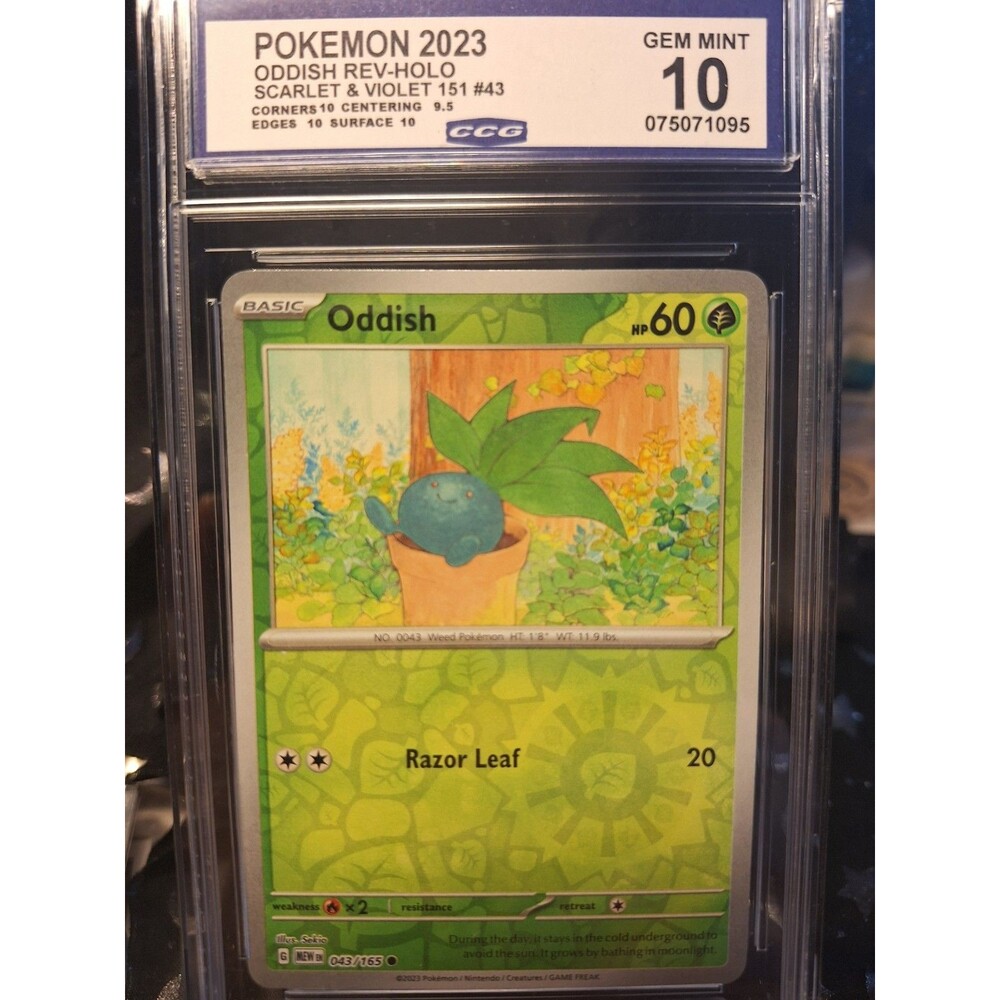 POKEMON 2023
GEM MINT
ODDISH REV-HOLO
10
SCARLET & VIOLET 151 #43
CORNERS 10 CENTERING 9.5
EDGES 10 SURFACE 10
CCG
075071095
BASIC
Oddish
HP 60
NO. 0043 Weed Pokémon HT: 1'8" WT: 11.9 lbs.
Razor Leaf 20
weakness ×2 resistance retreat
Illus. Sekio
During the day, it stays in the cold underground to
avoid the sun. It grows by bathing in moonlight.
G MEW EN 043/165
©2023 Pokémon / Nintendo / Creatures / GAME FREAK